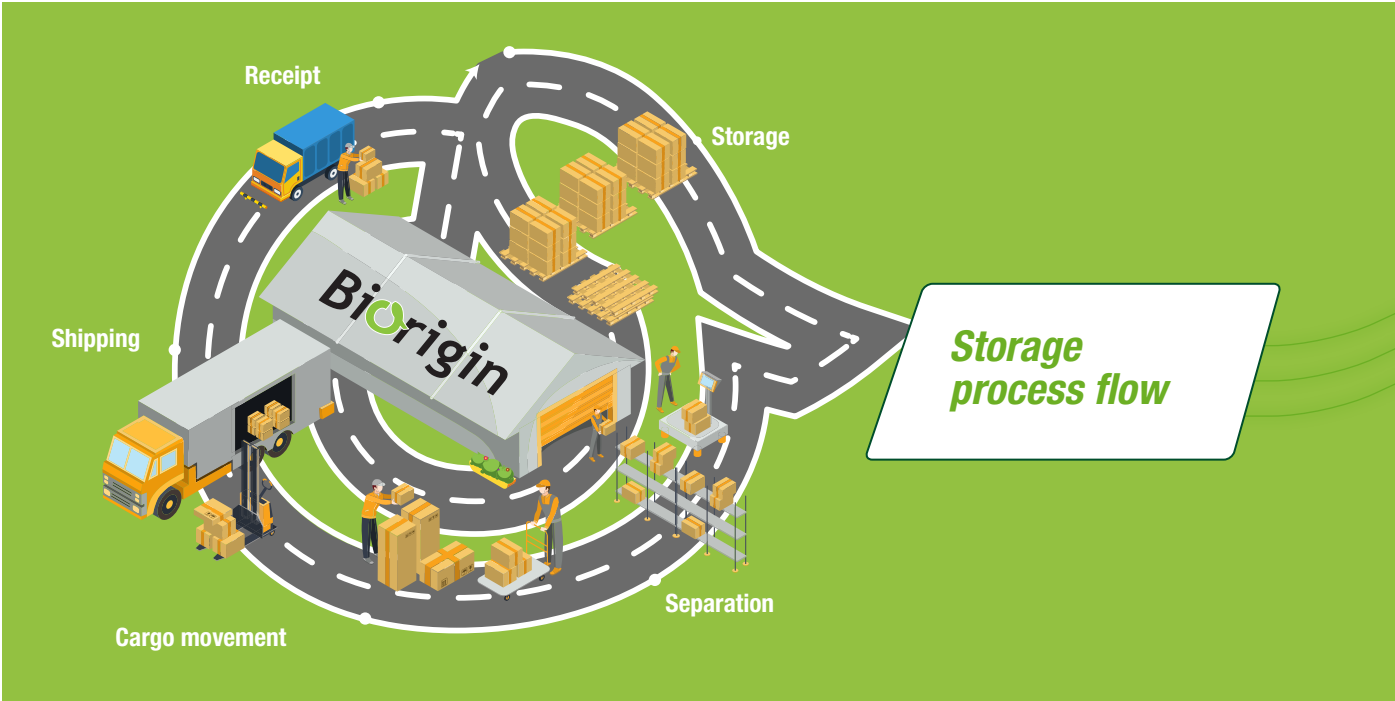 Receipt
Storage
Biorigin
Shipping
Storage
process flow
Separation
Cargo movement